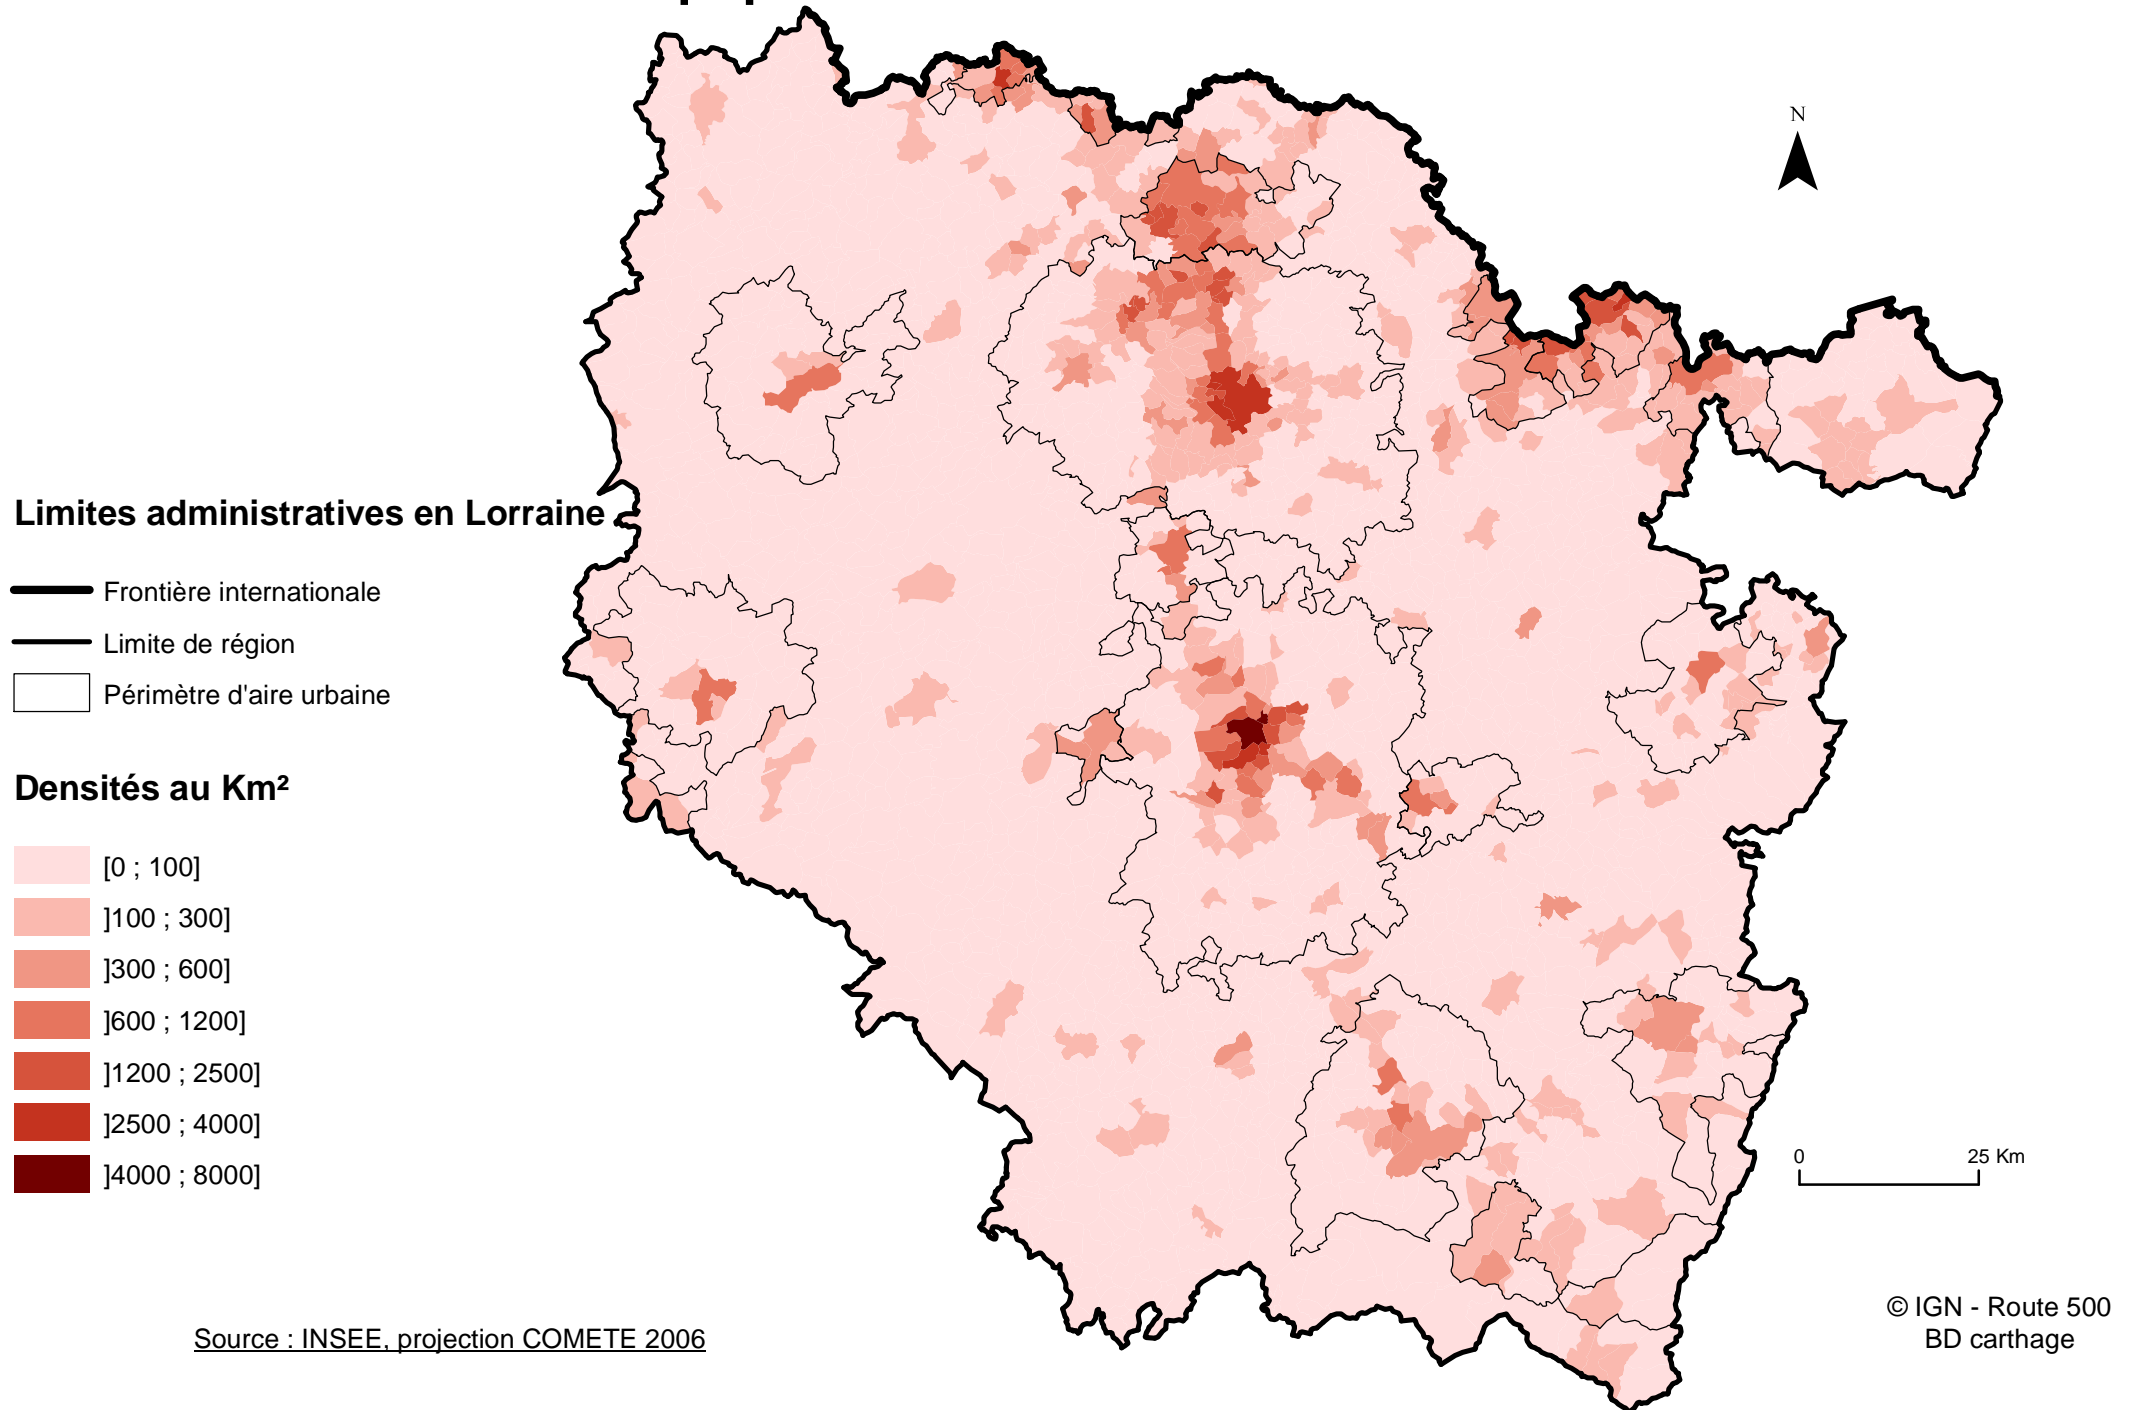 N
Limites administratives en Lorraine
Frontière internationale
Limite de région
Périmètre d'aire urbaine
Densités au Km²
[0 ; 100]
]100 ; 300]
]300 ; 600]
]600 ; 1200]
]1200 ; 2500]
]2500 ; 4000]
]4000 ; 8000]
0 25 Km
Source : INSEE, projection COMETE 2006
© IGN - Route 500
BD carthage